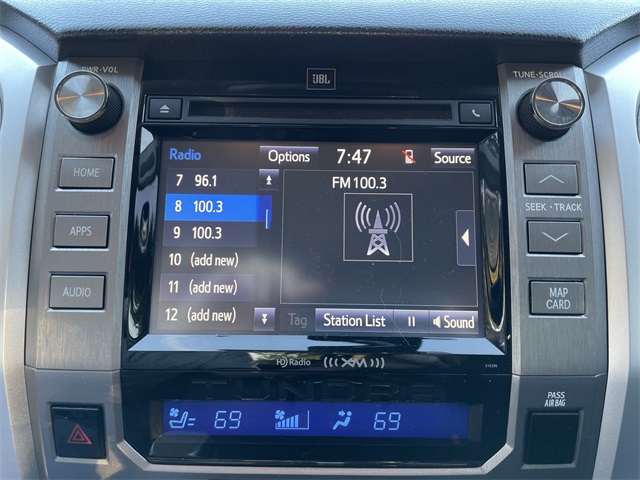 PWR•VOL
JBL
TUNE•SCROLL
Radio
Options
7:47
Source
7 96.1
8 100.3
9 100.3
10 (add new)
11 (add new)
12 (add new)
FM 100.3
Tag
Station List
Sound
HOME
APPS
AUDIO
SEEK • TRACK
MAP
CARD
HD Radio
(((XM)))
TUNDRA
PASS
AIR BAG
69
69